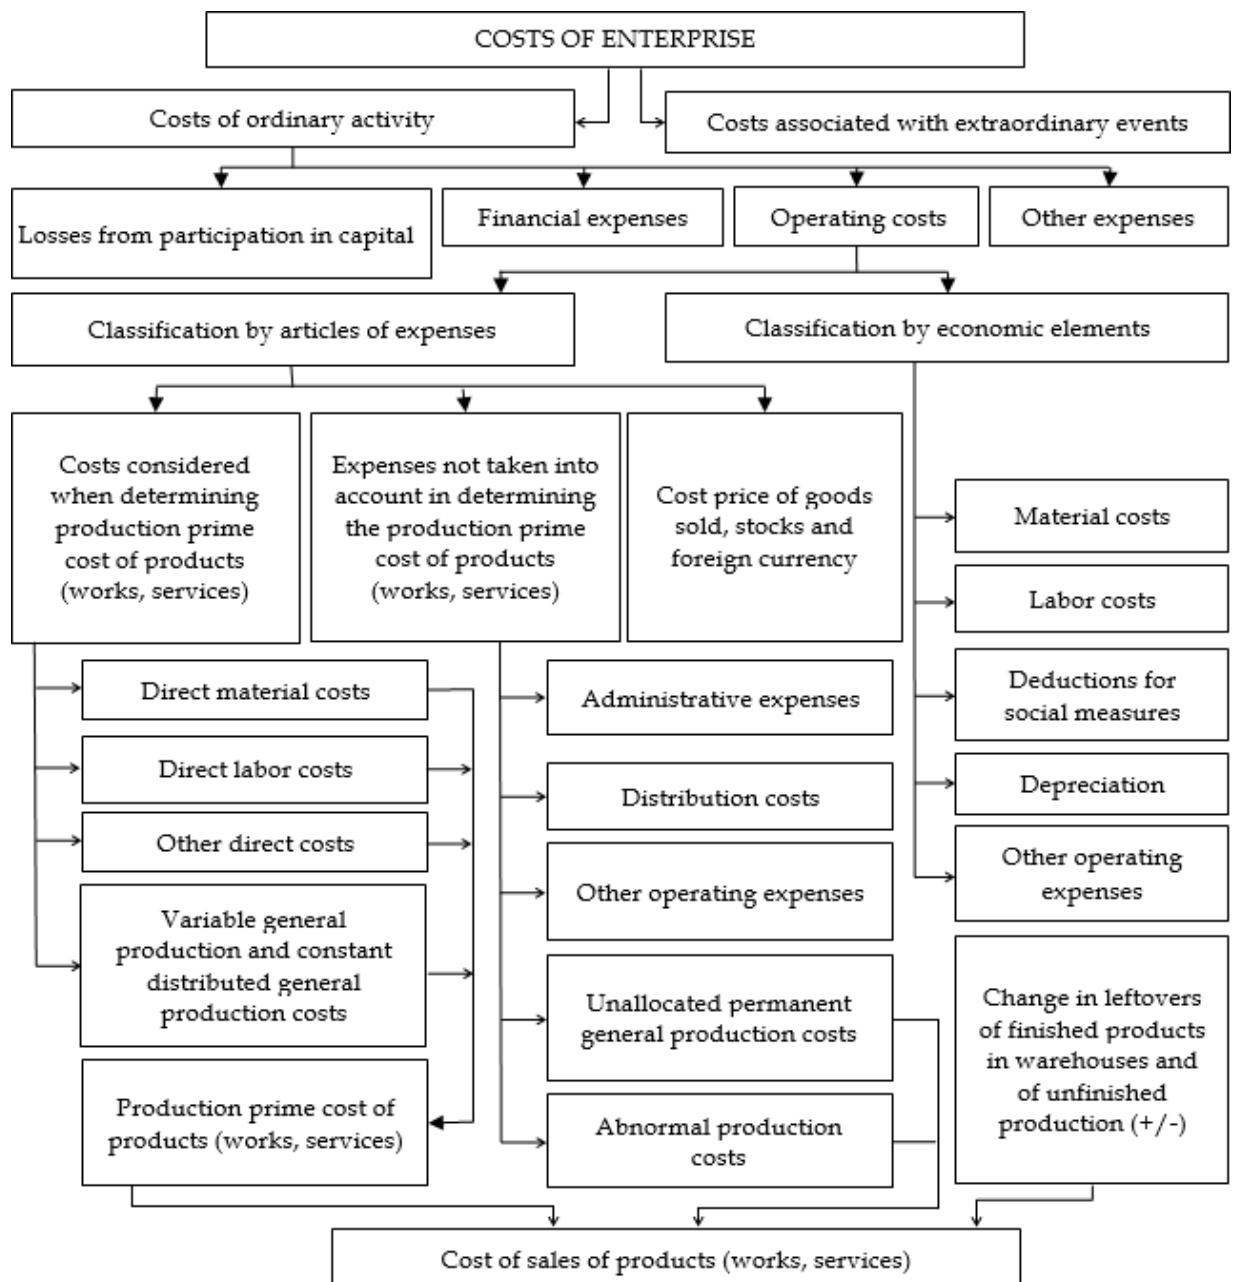 COSTS OF ENTERPRISE
Costs of ordinary activity
Costs associated with extraordinary events
Losses from participation in capital
Financial expenses
Operating costs
Other expenses
Classification by articles of expenses
Classification by economic elements
Costs considered
when determining
production prime
cost of products
(works, services)
Expenses not taken into
account in determining
the production prime
cost of products
(works, services)
Cost price of goods
sold, stocks and
foreign currency
Material costs
Labor costs
Deductions for
social measures
Depreciation
Other operating
expenses
Direct material costs
Direct labor costs
Other direct costs
Variable general
production and constant
distributed general
production costs
Production prime cost of
products (works, services)
Administrative expenses
Distribution costs
Other operating expenses
Unallocated permanent
general production costs
Abnormal production
costs
Change in leftovers
of finished products
in warehouses and
of unfinished
production (+/-)
Cost of sales of products (works, services)